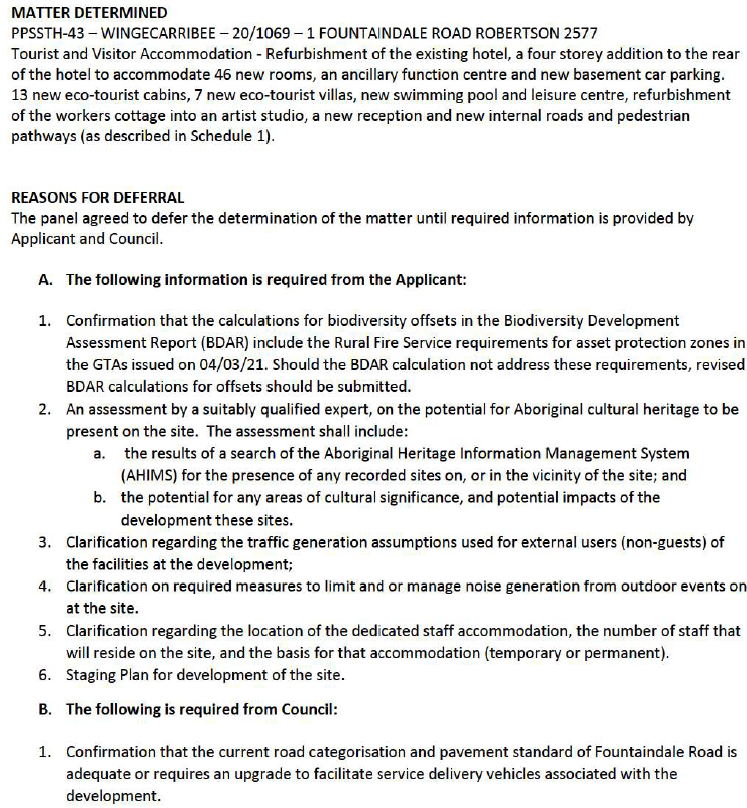 MATTER DETERMINED
PPSSTH-43 – WINGECARRIBEE – 20/1069 – 1 FOUNTAINDALE ROAD ROBERTSON 2577
Tourist and Visitor Accommodation - Refurbishment of the existing hotel, a four storey addition to the rear
of the hotel to accommodate 46 new rooms, an ancillary function centre and new basement car parking.
13 new eco-tourist cabins, 7 new eco-tourist villas, new swimming pool and leisure centre, refurbishment
of the workers cottage into an artist studio, a new reception and new internal roads and pedestrian
pathways (as described in Schedule 1).
REASONS FOR DEFERRAL
The panel agreed to defer the determination of the matter until required information is provided by
Applicant and Council.
A. The following information is required from the Applicant:
1. Confirmation that the calculations for biodiversity offsets in the Biodiversity Development
Assessment Report (BDAR) include the Rural Fire Service requirements for asset protection zones in
the GTAs issued on 04/03/21. Should the BDAR calculation not address these requirements, revised
BDAR calculations for offsets should be submitted.
2. An assessment by a suitably qualified expert, on the potential for Aboriginal cultural heritage to be
present on the site. The assessment shall include:
a. the results of a search of the Aboriginal Heritage Information Management System
(AHIMS) for the presence of any recorded sites on, or in the vicinity of the site; and
b. the potential for any areas of cultural significance, and potential impacts of the
development these sites.
3. Clarification regarding the traffic generation assumptions used for external users (non-guests) of
the facilities at the development;
4. Clarification on required measures to limit and or manage noise generation from outdoor events on
at the site.
5. Clarification regarding the location of the dedicated staff accommodation, the number of staff that
will reside on the site, and the basis for that accommodation (temporary or permanent).
6. Staging Plan for development of the site.
B. The following is required from Council:
1. Confirmation that the current road categorisation and pavement standard of Fountaindale Road is
adequate or requires an upgrade to facilitate service delivery vehicles associated with the
development.